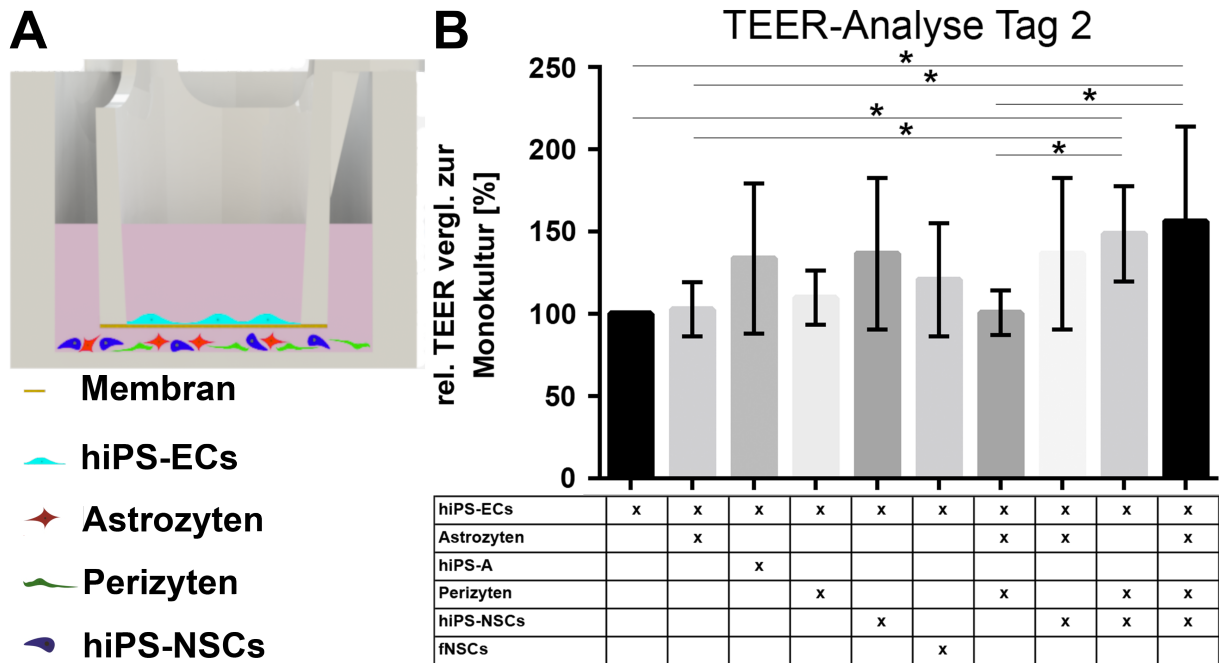 A
Membran
hiPS-ECs
Astrozyten
Perizyten
hiPS-NSCs
B
TEER-Analyse Tag 2
rel. TEER vergl. zur
Monokultur [%]
250
200
150
100
50
0
*
*
*
*
*
*
hiPS-ECs x x x x x x x x x x
Astrozyten x x x x
hiPS-A x
Perizyten x x x x
hiPS-NSCs x x x x
fNSCs x